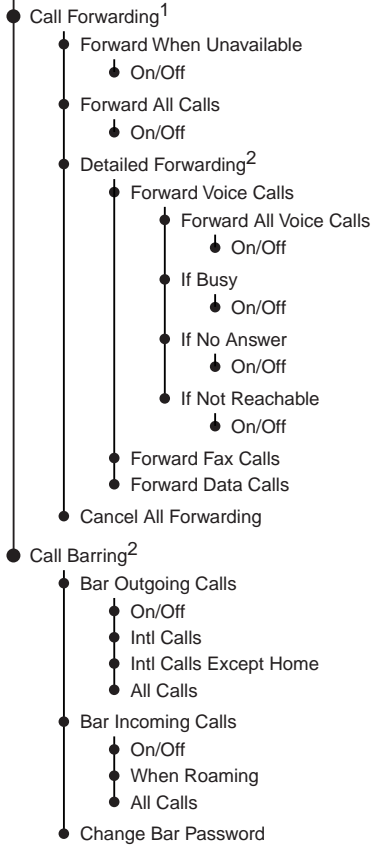 Call Forwarding1
Forward When Unavailable
On/Off
Forward All Calls
On/Off
Detailed Forwarding2
Forward Voice Calls
Forward All Voice Calls
On/Off
If Busy
On/Off
If No Answer
On/Off
If Not Reachable
On/Off
Forward Fax Calls
Forward Data Calls
Cancel All Forwarding
Call Barring2
Bar Outgoing Calls
On/Off
Intl Calls
Intl Calls Except Home
All Calls
Bar Incoming Calls
On/Off
When Roaming
All Calls
Change Bar Password